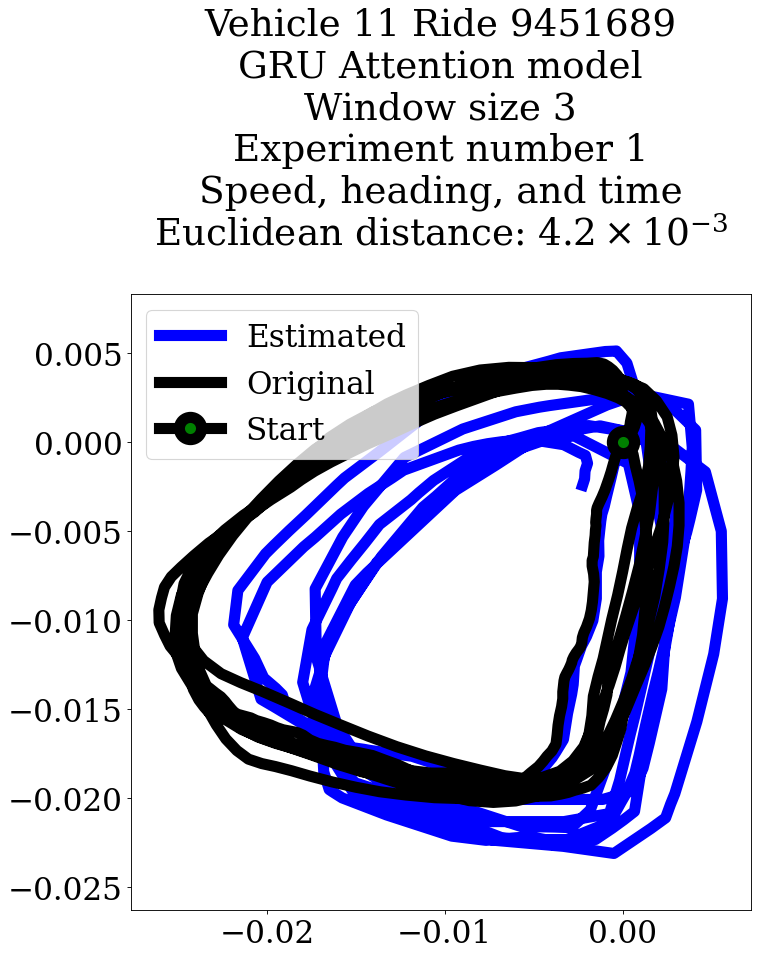 Vehicle 11 Ride 9451689
GRU Attention model
Window size 3
Experiment number 1
Speed, heading, and time
Euclidean distance: 4.2 × 10⁻³
Estimated
Original
Start
0.005
0.000
−0.005
−0.010
−0.015
−0.020
−0.025
−0.02
−0.01
0.00